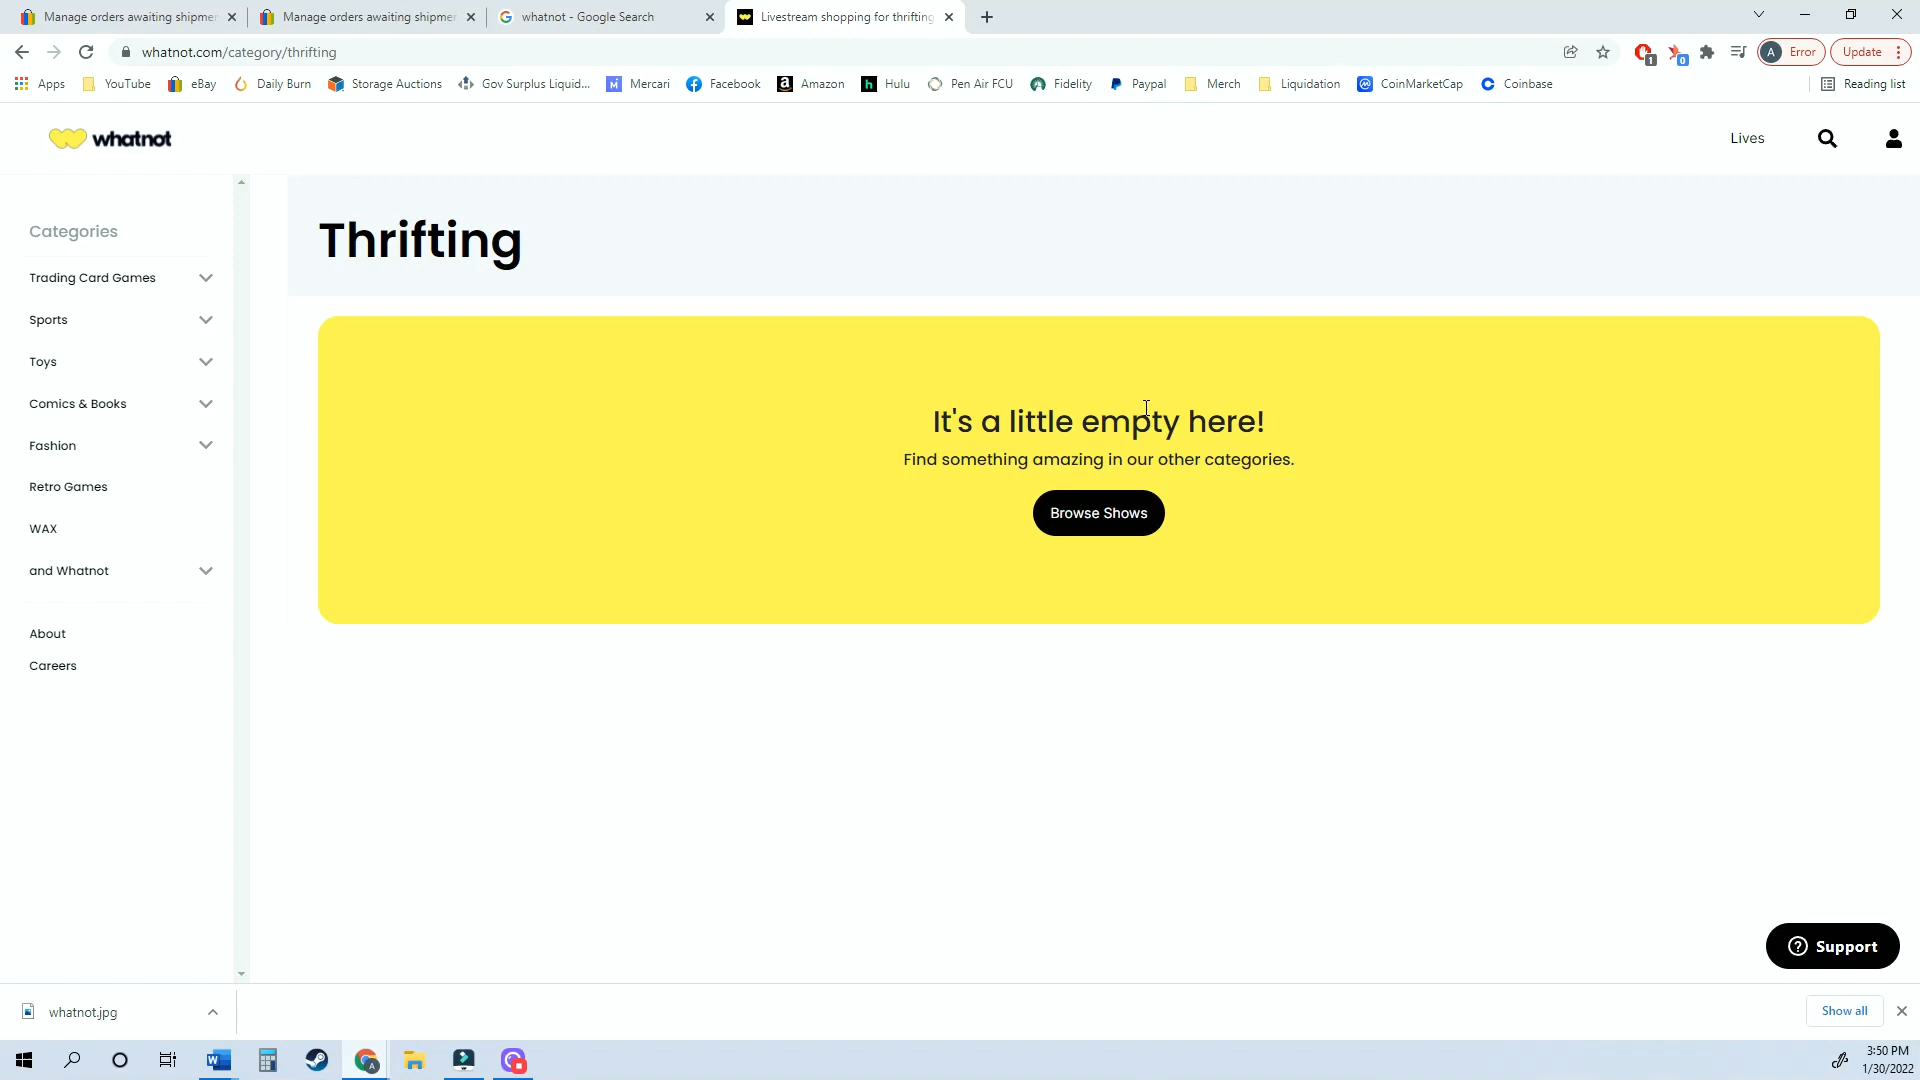 Manage orders awaiting shipmen
Manage orders awaiting shipmen
whatnot - Google Search
Livestream shopping for thrifting
whatnot.com/category/thrifting
1
0
A
Error
Update
Apps
YouTube
eBay
Daily Burn
Storage Auctions
Gov Surplus Liquid...
Mercari
Facebook
Amazon
Hulu
Pen Air FCU
Fidelity
Paypal
Merch
Liquidation
CoinMarketCap
Coinbase
Reading list
whatnot
Lives
Categories
Trading Card Games
Sports
Toys
Comics & Books
Fashion
Retro Games
WAX
and Whatnot
About
Careers
Thrifting
It's a little empty here!
Find something amazing in our other categories.
Browse Shows
Support
whatnot.jpg
Show all
3:50 PM
1/30/2022